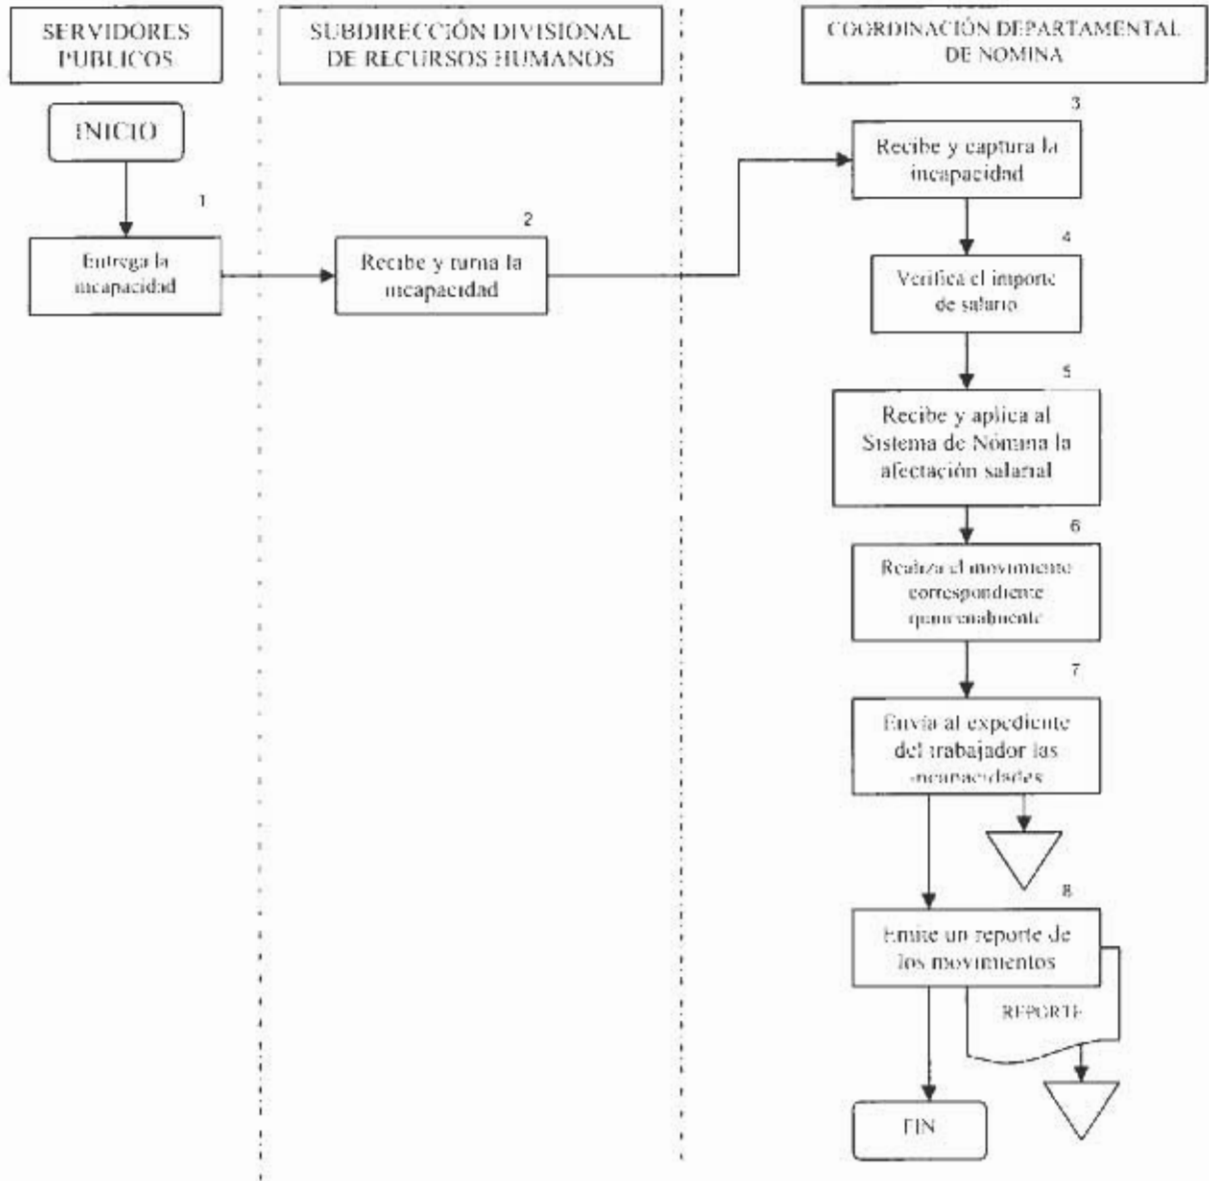 SERVIDORES
PUBLICOS
SUBDIRECCIÓN DIVISIONAL
DE RECURSOS HUMANOS
COORDINACIÓN DEPARTAMENTAL
DE NOMINA
INICIO
1
Entrega la
incapacidad
2
Recibe y turna la
incapacidad
3
Recibe y captura la
incapacidad
4
Verifica el importe
de salario
5
Recibe y aplica al
Sistema de Nómina la
afectación salarial
6
Realiza el movimiento
correspondiente
quincenalmente
7
Envía al expediente
del trabajador las
incapacidades
8
Emite un reporte de
los movimientos
REPORTE
FIN